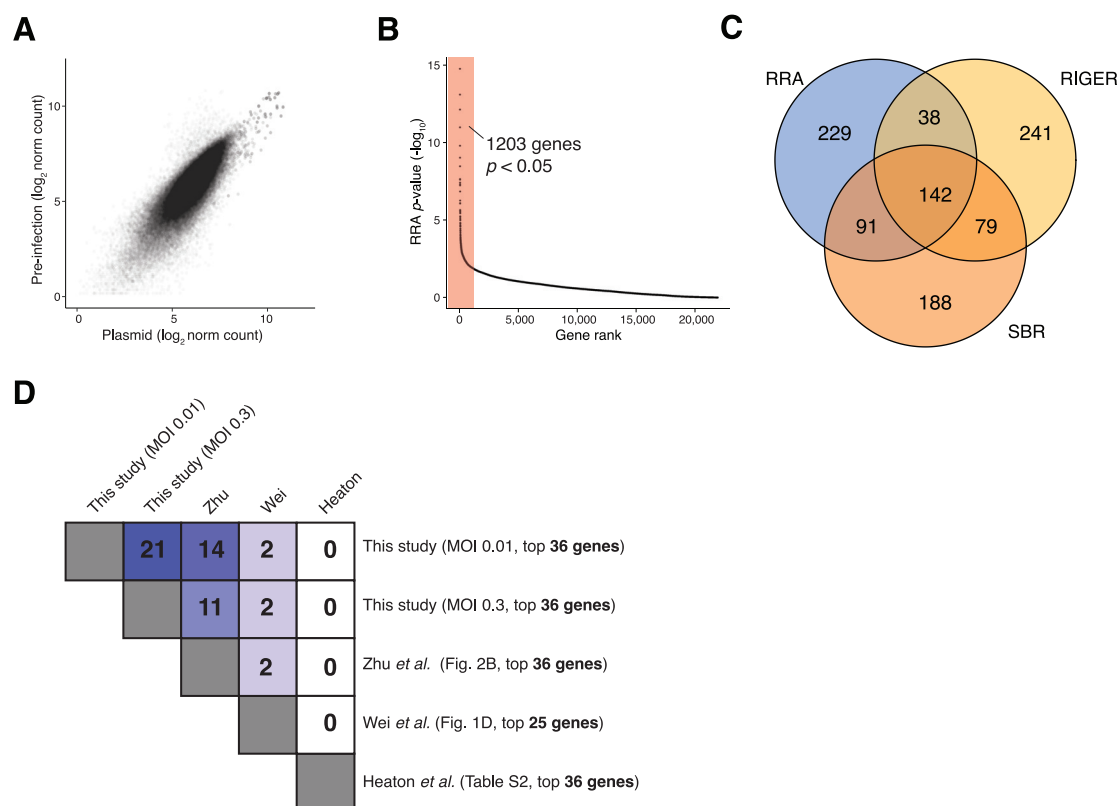 A
Pre-infection (log2 norm count)
10
5
0
0
5
10
Plasmid (log2 norm count)
B
RRA p-value (-log10)
15
10
5
0
1203 genes
p < 0.05
0
5,000
10,000
15,000
20,000
Gene rank
C
RRA
RIGER
229
38
241
142
91
79
188
SBR
D
This study (MOI 0.01)
This study (MOI 0.3)
Zhu
Wei
Heaton
21
14
2
0
This study (MOI 0.01, top 36 genes)
11
2
0
This study (MOI 0.3, top 36 genes)
2
0
Zhu et al. (Fig. 2B, top 36 genes)
0
Wei et al. (Fig. 1D, top 25 genes)
Heaton et al. (Table S2, top 36 genes)